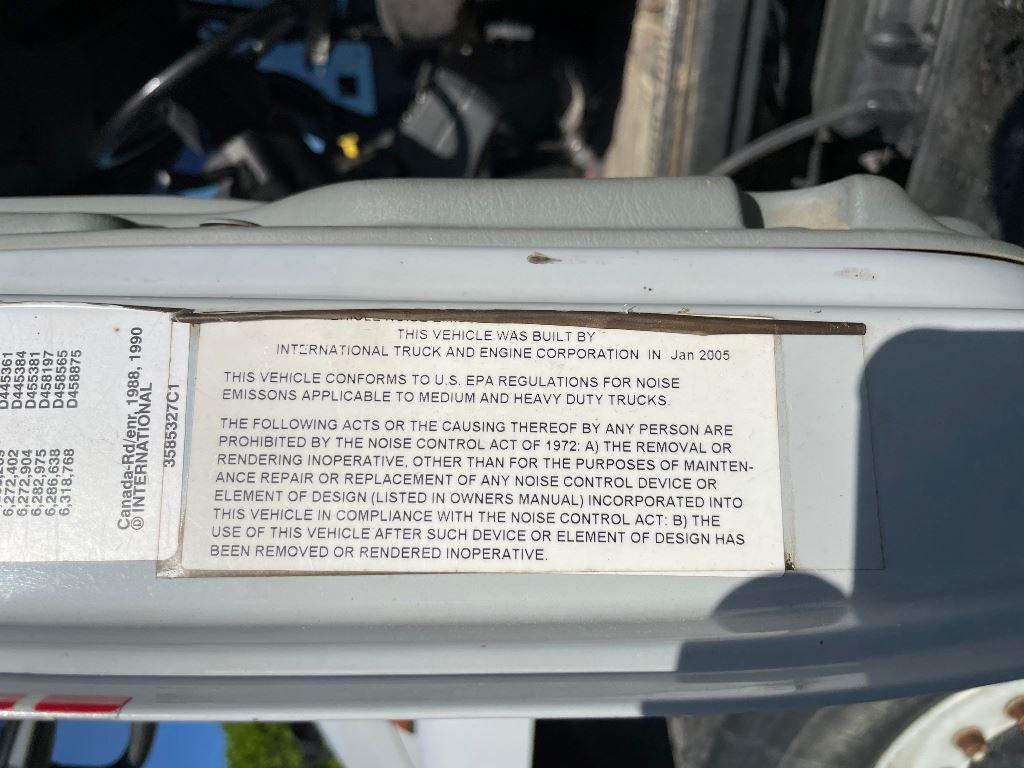 THIS VEHICLE WAS BUILT BY
INTERNATIONAL TRUCK AND ENGINE CORPORATION IN Jan 2005
THIS VEHICLE CONFORMS TO U.S. EPA REGULATIONS FOR NOISE
EMISSONS APPLICABLE TO MEDIUM AND HEAVY DUTY TRUCKS.
THE FOLLOWING ACTS OR THE CAUSING THEREOF BY ANY PERSON ARE
PROHIBITED BY THE NOISE CONTROL ACT OF 1972: A) THE REMOVAL OR
RENDERING INOPERATIVE, OTHER THAN FOR THE PURPOSES OF MAINTEN-
ANCE REPAIR OR REPLACEMENT OF ANY NOISE CONTROL DEVICE OR
ELEMENT OF DESIGN (LISTED IN OWNERS MANUAL) INCORPORATED INTO
THIS VEHICLE IN COMPLIANCE WITH THE NOISE CONTROL ACT: B) THE
USE OF THIS VEHICLE AFTER SUCH DEVICE OR ELEMENT OF DESIGN HAS
BEEN REMOVED OR RENDERED INOPERATIVE.
6,272,402 D445384
6,272,904
6,282,975 D455381
D458197
6,286,638 D458565
6,318,768 D458875
D445361
Canada-Rd/enr, 1988, 1990
©INTERNATIONAL
3585327C1